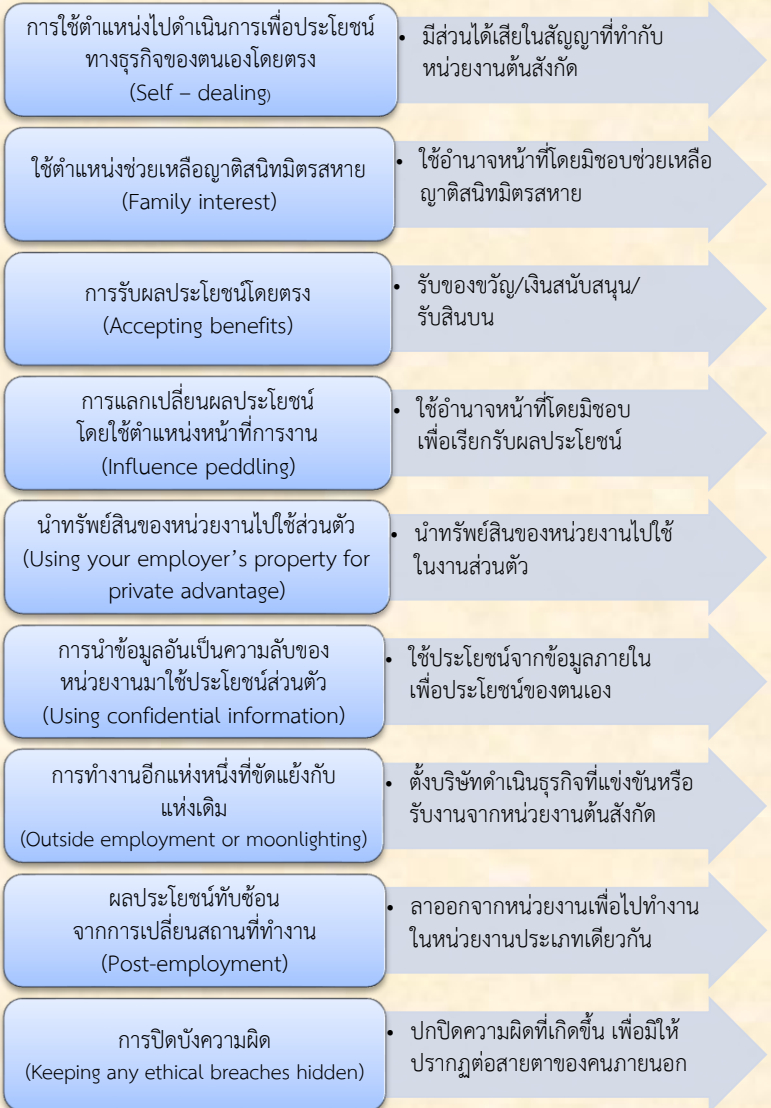 การใช้ตำแหน่งไปดำเนินการเพื่อประโยชน์
ทางธุรกิจของตนเองโดยตรง
(Self – dealing)
• มีส่วนได้เสียในสัญญาที่ทำกับ
หน่วยงานต้นสังกัด
ใช้ตำแหน่งช่วยเหลือญาติสนิทมิตรสหาย
(Family interest)
• ใช้อำนาจหน้าที่โดยมิชอบช่วยเหลือ
ญาติสนิทมิตรสหาย
การรับผลประโยชน์โดยตรง
(Accepting benefits)
• รับของขวัญ/เงินสนับสนุน/
รับสินบน
การแลกเปลี่ยนผลประโยชน์
โดยใช้ตำแหน่งหน้าที่การงาน
(Influence peddling)
• ใช้อำนาจหน้าที่โดยมิชอบ
เพื่อเรียกรับผลประโยชน์
นำทรัพย์สินของหน่วยงานไปใช้ส่วนตัว
(Using your employer’s property for
private advantage)
• นำทรัพย์สินของหน่วยงานไปใช้
ในงานส่วนตัว
การนำข้อมูลอันเป็นความลับของ
หน่วยงานมาใช้ประโยชน์ส่วนตัว
(Using confidential information)
• ใช้ประโยชน์จากข้อมูลภายใน
เพื่อประโยชน์ของตนเอง
การทำงานอีกแห่งหนึ่งที่ขัดแย้งกับ
แห่งเดิม
(Outside employment or moonlighting)
• ตั้งบริษัทดำเนินธุรกิจที่แข่งขันหรือ
รับงานจากหน่วยงานต้นสังกัด
ผลประโยชน์ทับซ้อน
จากการเปลี่ยนสถานที่ทำงาน
(Post-employment)
• ลาออกจากหน่วยงานเพื่อไปทำงาน
ในหน่วยงานประเภทเดียวกัน
การปิดบังความผิด
(Keeping any ethical breaches hidden)
• ปกปิดความผิดที่เกิดขึ้น เพื่อมิให้
ปรากฏต่อสายตาของคนภายนอก